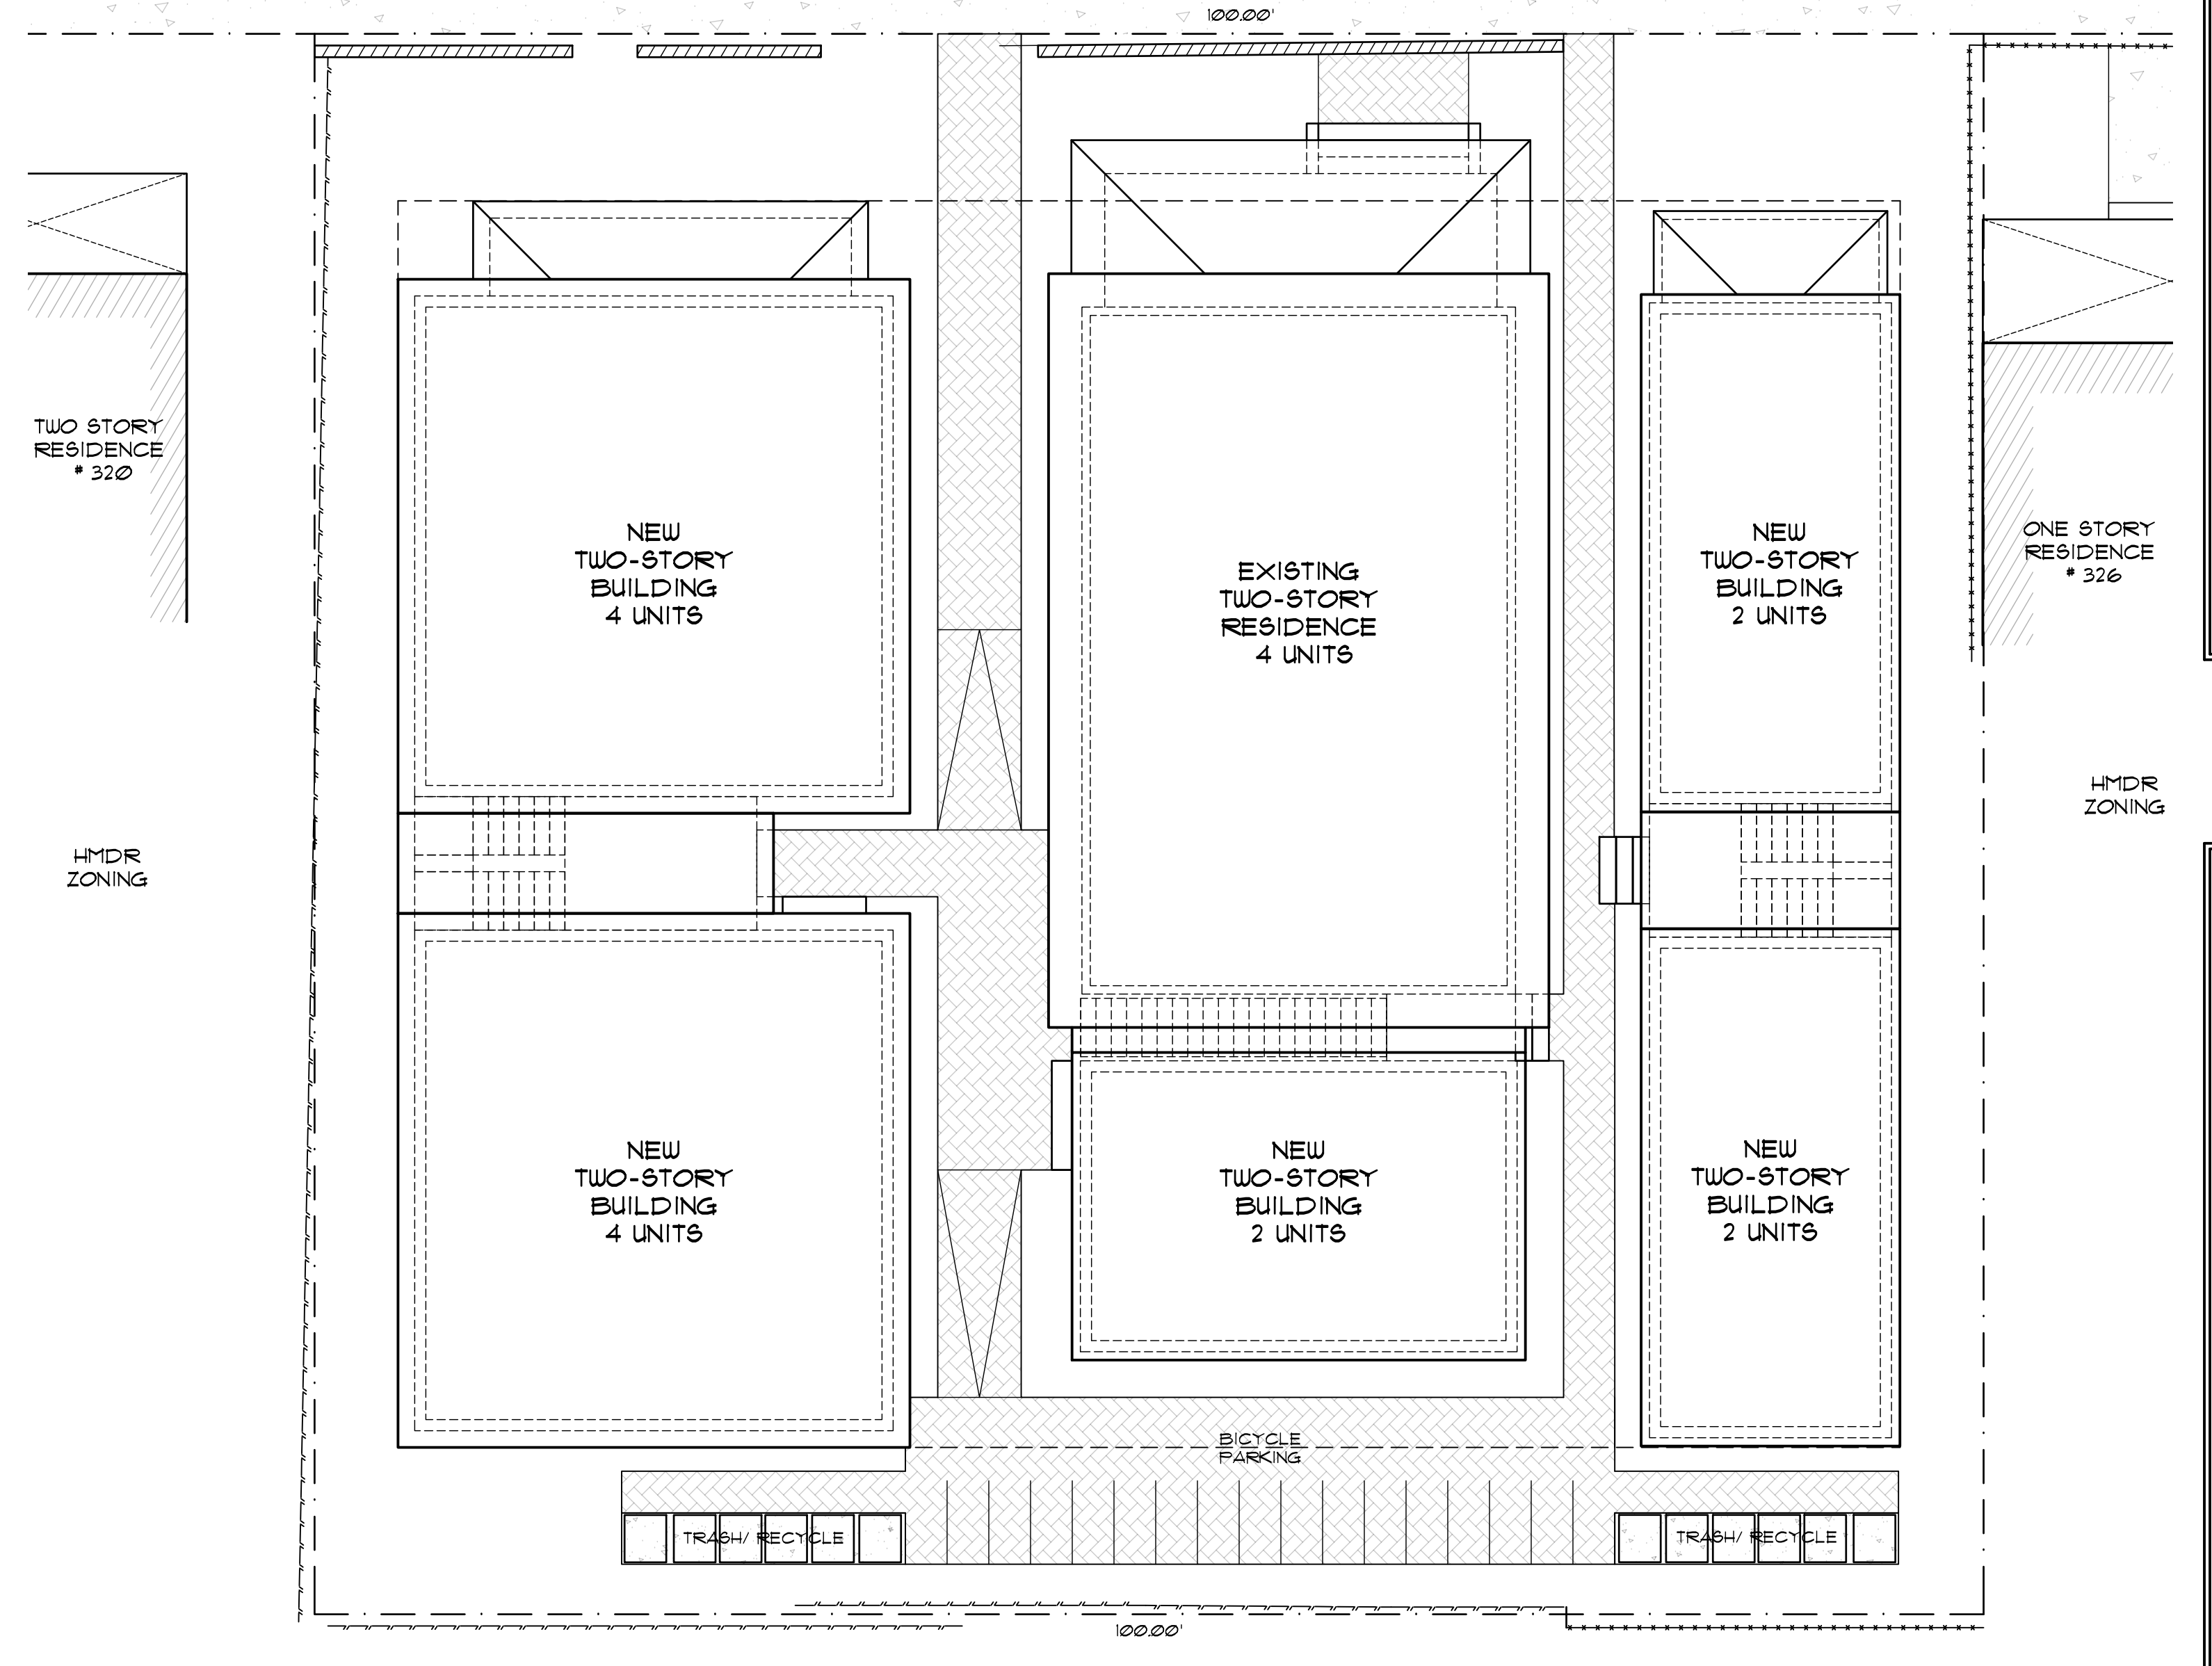 100.00'
TWO STORY
RESIDENCE
# 320
NEW
TWO-STORY
BUILDING
4 UNITS
EXISTING
TWO-STORY
RESIDENCE
4 UNITS
NEW
TWO-STORY
BUILDING
2 UNITS
ONE STORY
RESIDENCE
# 326
HMDR
ZONING
HMDR
ZONING
NEW
TWO-STORY
BUILDING
4 UNITS
NEW
TWO-STORY
BUILDING
2 UNITS
NEW
TWO-STORY
BUILDING
2 UNITS
BICYCLE
PARKING
TRASH/ RECYCLE
TRASH/ RECYCLE
100.00'